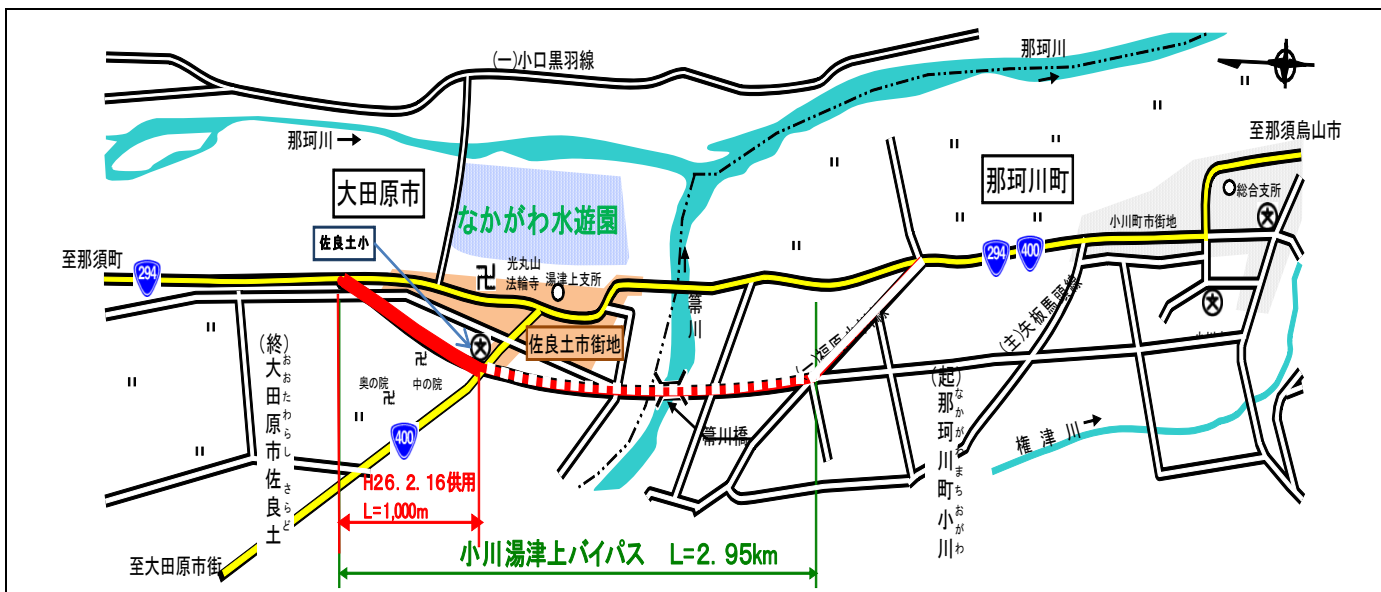 (一)小口黒羽線
那珂川
那珂川
至那須烏山市
大田原市
那珂川町
総合支所
なかがわ水遊園
小川町市街地
佐良土小
至那須町
294
光丸山
法輪寺
湯津上支所
294
400
箒川
佐良土市街地
(主)矢板馬頭線
奥の院
中の院
400
箒川橋
権津川
(終)大田原市佐良土
おおたわらし さらど
(起)那珂川町小川
なかがわまちおがわ
H26.2.16供用
L=1,000m
小川湯津上バイパス L=2.95km
至大田原市街